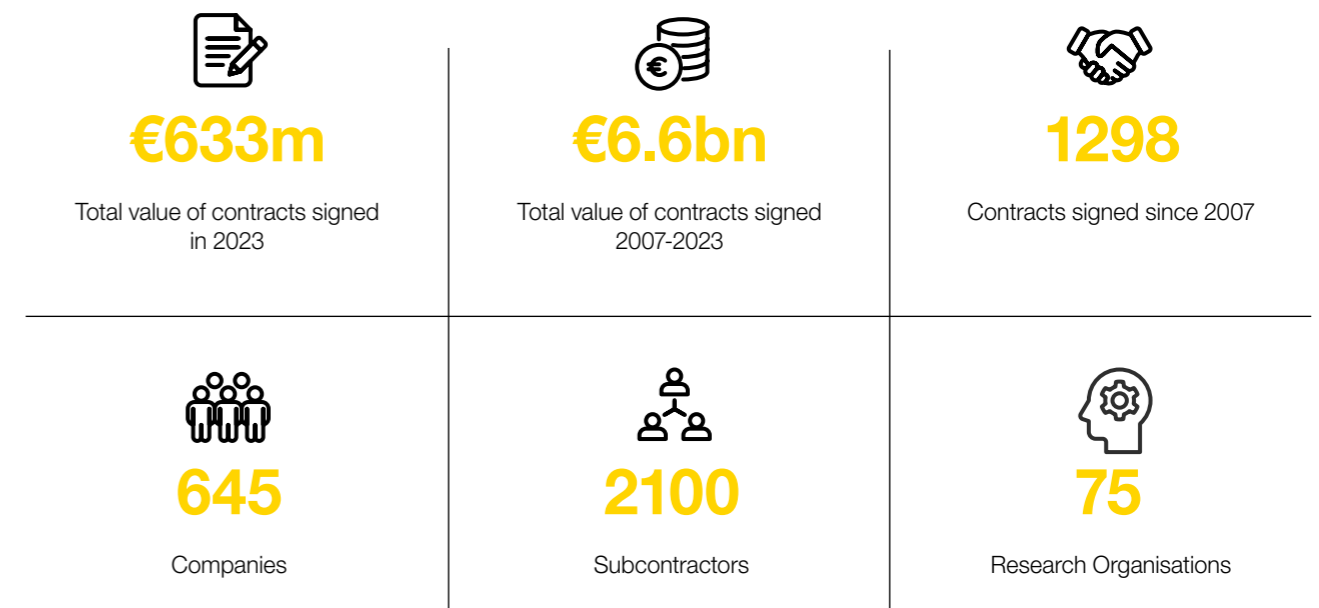 €
€633m
€6.6bn
1298
Total value of contracts signed
in 2023
Total value of contracts signed
2007-2023
Contracts signed since 2007
645
2100
75
Companies
Subcontractors
Research Organisations